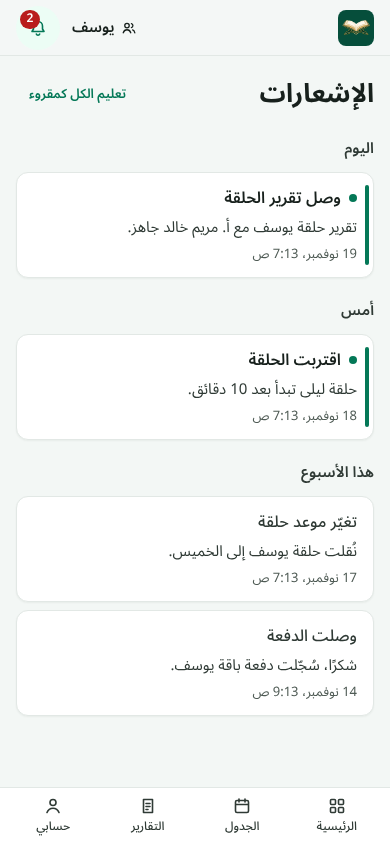 يوسف
2
الإشعارات
تعليم الكل كمقروء
اليوم
وصل تقرير الحلقة
تقرير حلقة يوسف مع أ. مريم خالد جاهز.
19 نوفمبر، 7:13 ص
أمس
اقتربت الحلقة
حلقة ليلى تبدأ بعد 10 دقائق.
18 نوفمبر، 7:13 ص
هذا الأسبوع
تغيّر موعد حلقة
نُقلت حلقة يوسف إلى الخميس.
17 نوفمبر، 7:13 ص
وصلت الدفعة
شكرًا، سُجّلت دفعة باقة يوسف.
14 نوفمبر، 9:13 ص
الرئيسية
الجدول
التقارير
حسابي